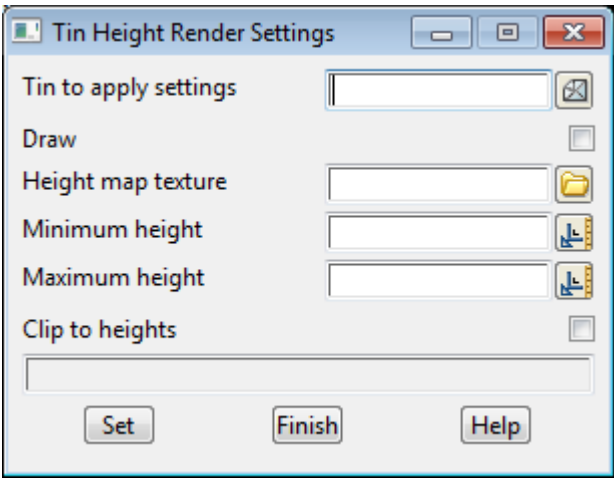 Tin Height Render Settings
Tin to apply settings
Draw
Height map texture
Minimum height
Maximum height
Clip to heights
Set Finish Help